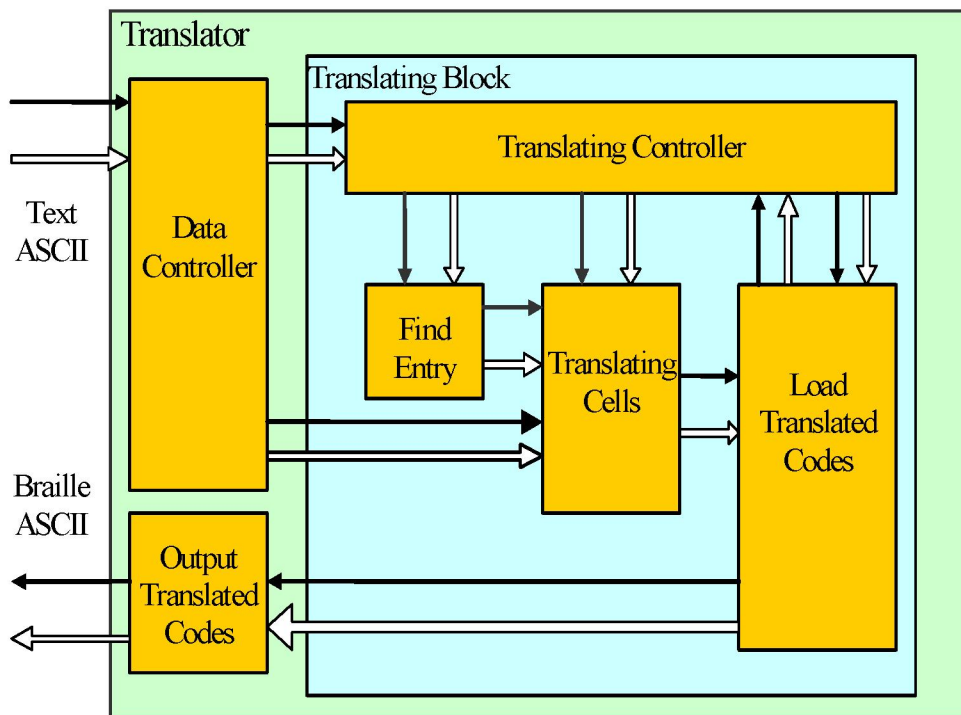 Translator
Translating Block
Translating Controller
Text
ASCII
Data
Controller
Find
Entry
Translating
Cells
Load
Translated
Codes
Braille
ASCII
Output
Translated
Codes